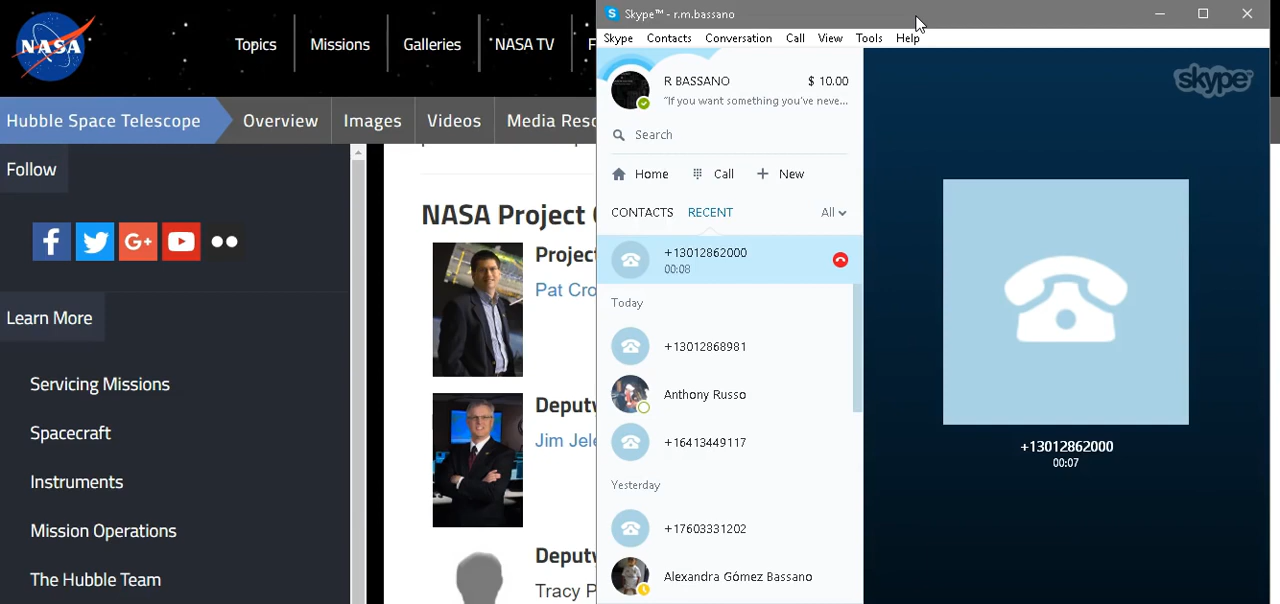 NASA
Topics
Missions
Galleries
NASA TV
F
Hubble Space Telescope
Overview
Images
Videos
Media Reso
Follow
Learn More
Servicing Missions
Spacecraft
Instruments
Mission Operations
The Hubble Team
NASA Project
Projec
Pat Cro
Deputy
Jim Jele
Deputy
Tracy P
Skype™ - r.m.bassano
Skype Contacts Conversation Call View Tools Help
R BASSANO $ 10.00
"If you want something you've neve...
Search
Home Call New
CONTACTS RECENT All
+13012862000
00:08
Today
+13012868981
Anthony Russo
+16413449117
Yesterday
+17603331202
Alexandra Gómez Bassano
skype
+13012862000
00:07